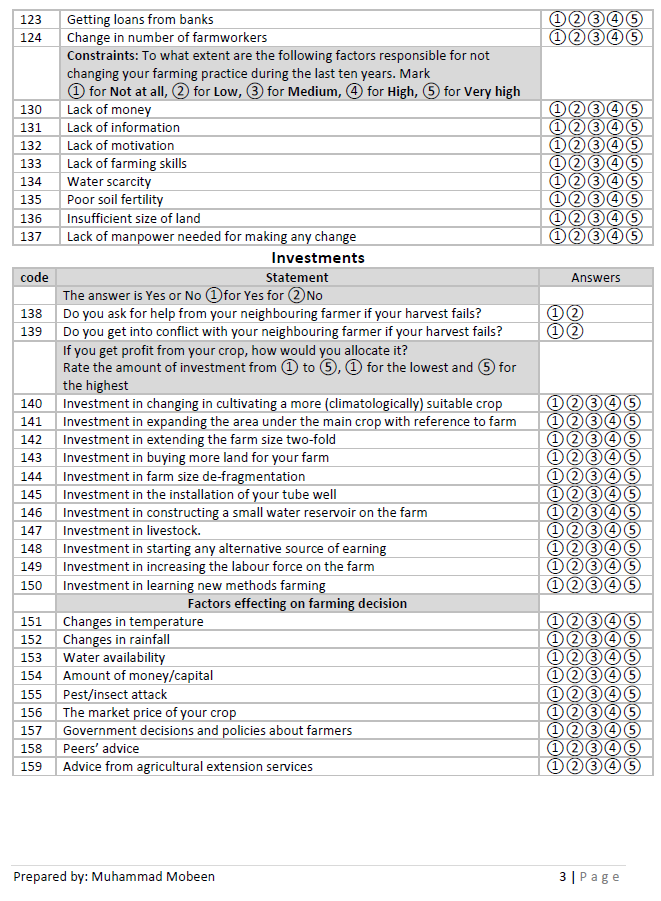 123 Getting loans from banks ①②③④⑤
124 Change in number of farmworkers ①②③④⑤
Constraints: To what extent are the following factors responsible for not
changing your farming practice during the last ten years. Mark
① for Not at all, ② for Low, ③ for Medium, ④ for High, ⑤ for Very high
130 Lack of money ①②③④⑤
131 Lack of information ①②③④⑤
132 Lack of motivation ①②③④⑤
133 Lack of farming skills ①②③④⑤
134 Water scarcity ①②③④⑤
135 Poor soil fertility ①②③④⑤
136 Insufficient size of land ①②③④⑤
137 Lack of manpower needed for making any change ①②③④⑤
Investments
code Statement Answers
The answer is Yes or No ①for Yes for ②No
138 Do you ask for help from your neighbouring farmer if your harvest fails? ①②
139 Do you get into conflict with your neighbouring farmer if your harvest fails? ①②
If you get profit from your crop, how would you allocate it?
Rate the amount of investment from ① to ⑤, ① for the lowest and ⑤ for
the highest
140 Investment in changing in cultivating a more (climatologically) suitable crop ①②③④⑤
141 Investment in expanding the area under the main crop with reference to farm ①②③④⑤
142 Investment in extending the farm size two-fold ①②③④⑤
143 Investment in buying more land for your farm ①②③④⑤
144 Investment in farm size de-fragmentation ①②③④⑤
145 Investment in the installation of your tube well ①②③④⑤
146 Investment in constructing a small water reservoir on the farm ①②③④⑤
147 Investment in livestock. ①②③④⑤
148 Investment in starting any alternative source of earning ①②③④⑤
149 Investment in increasing the labour force on the farm ①②③④⑤
150 Investment in learning new methods farming ①②③④⑤
Factors effecting on farming decision
151 Changes in temperature ①②③④⑤
152 Changes in rainfall ①②③④⑤
153 Water availability ①②③④⑤
154 Amount of money/capital ①②③④⑤
155 Pest/insect attack ①②③④⑤
156 The market price of your crop ①②③④⑤
157 Government decisions and policies about farmers ①②③④⑤
158 Peers’ advice ①②③④⑤
159 Advice from agricultural extension services ①②③④⑤
Prepared by: Muhammad Mobeen 3 | P a g e